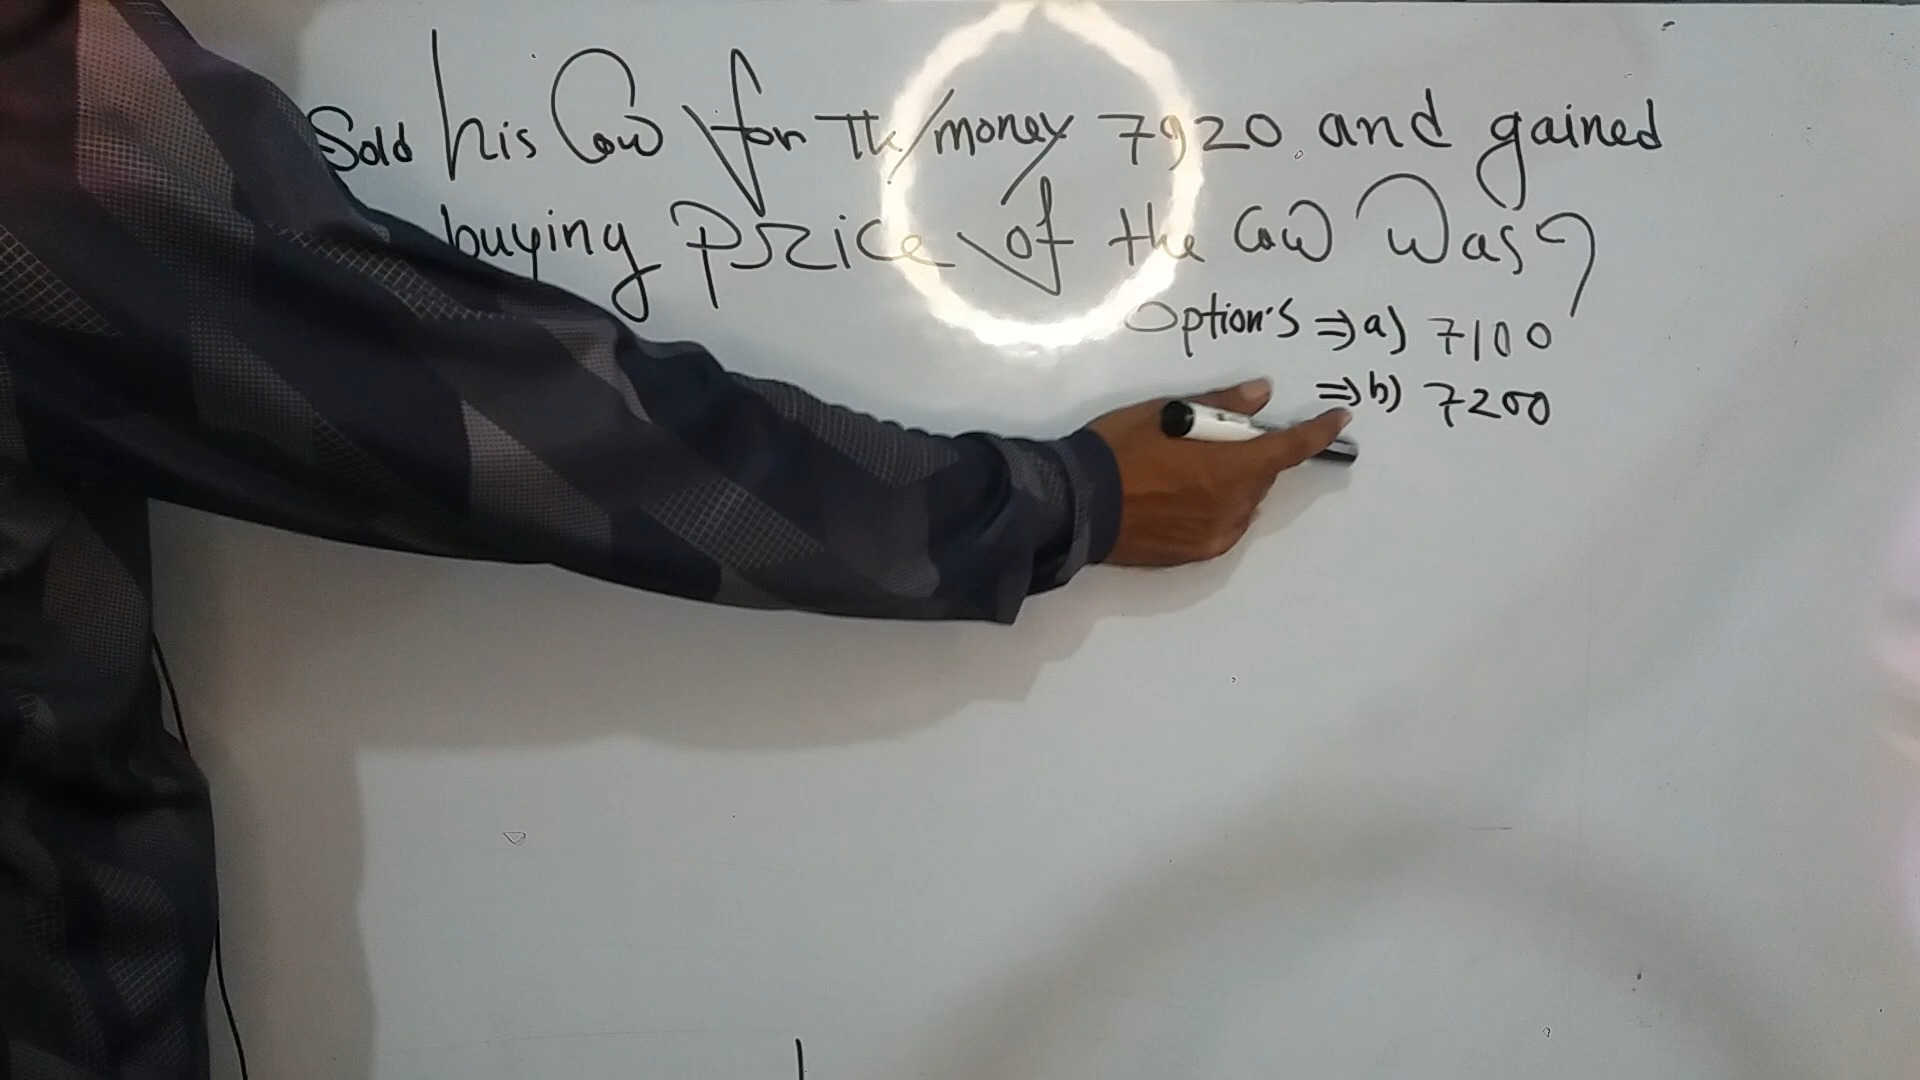 Sold his Cow for Tk/money 7920. and gained
buying price of the cow was?
Option's ⇒ a) 7100
⇒ b) 7200